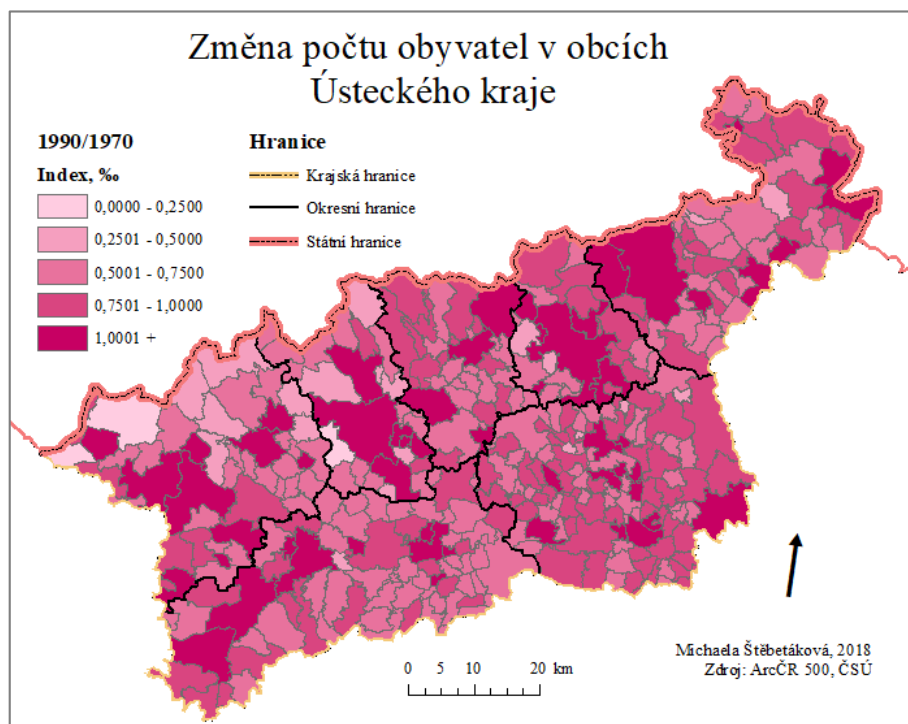 Změna počtu obyvatel v obcích
Ústeckého kraje
1990/1970
Index, ‰
0,0000 - 0,2500
0,2501 - 0,5000
0,5001 - 0,7500
0,7501 - 1,0000
1,0001 +
Hranice
Krajská hranice
Okresní hranice
Státní hranice
0 5 10 20 km
Michaela Štěbetáková, 2018
Zdroj: ArcČR 500, ČSÚ